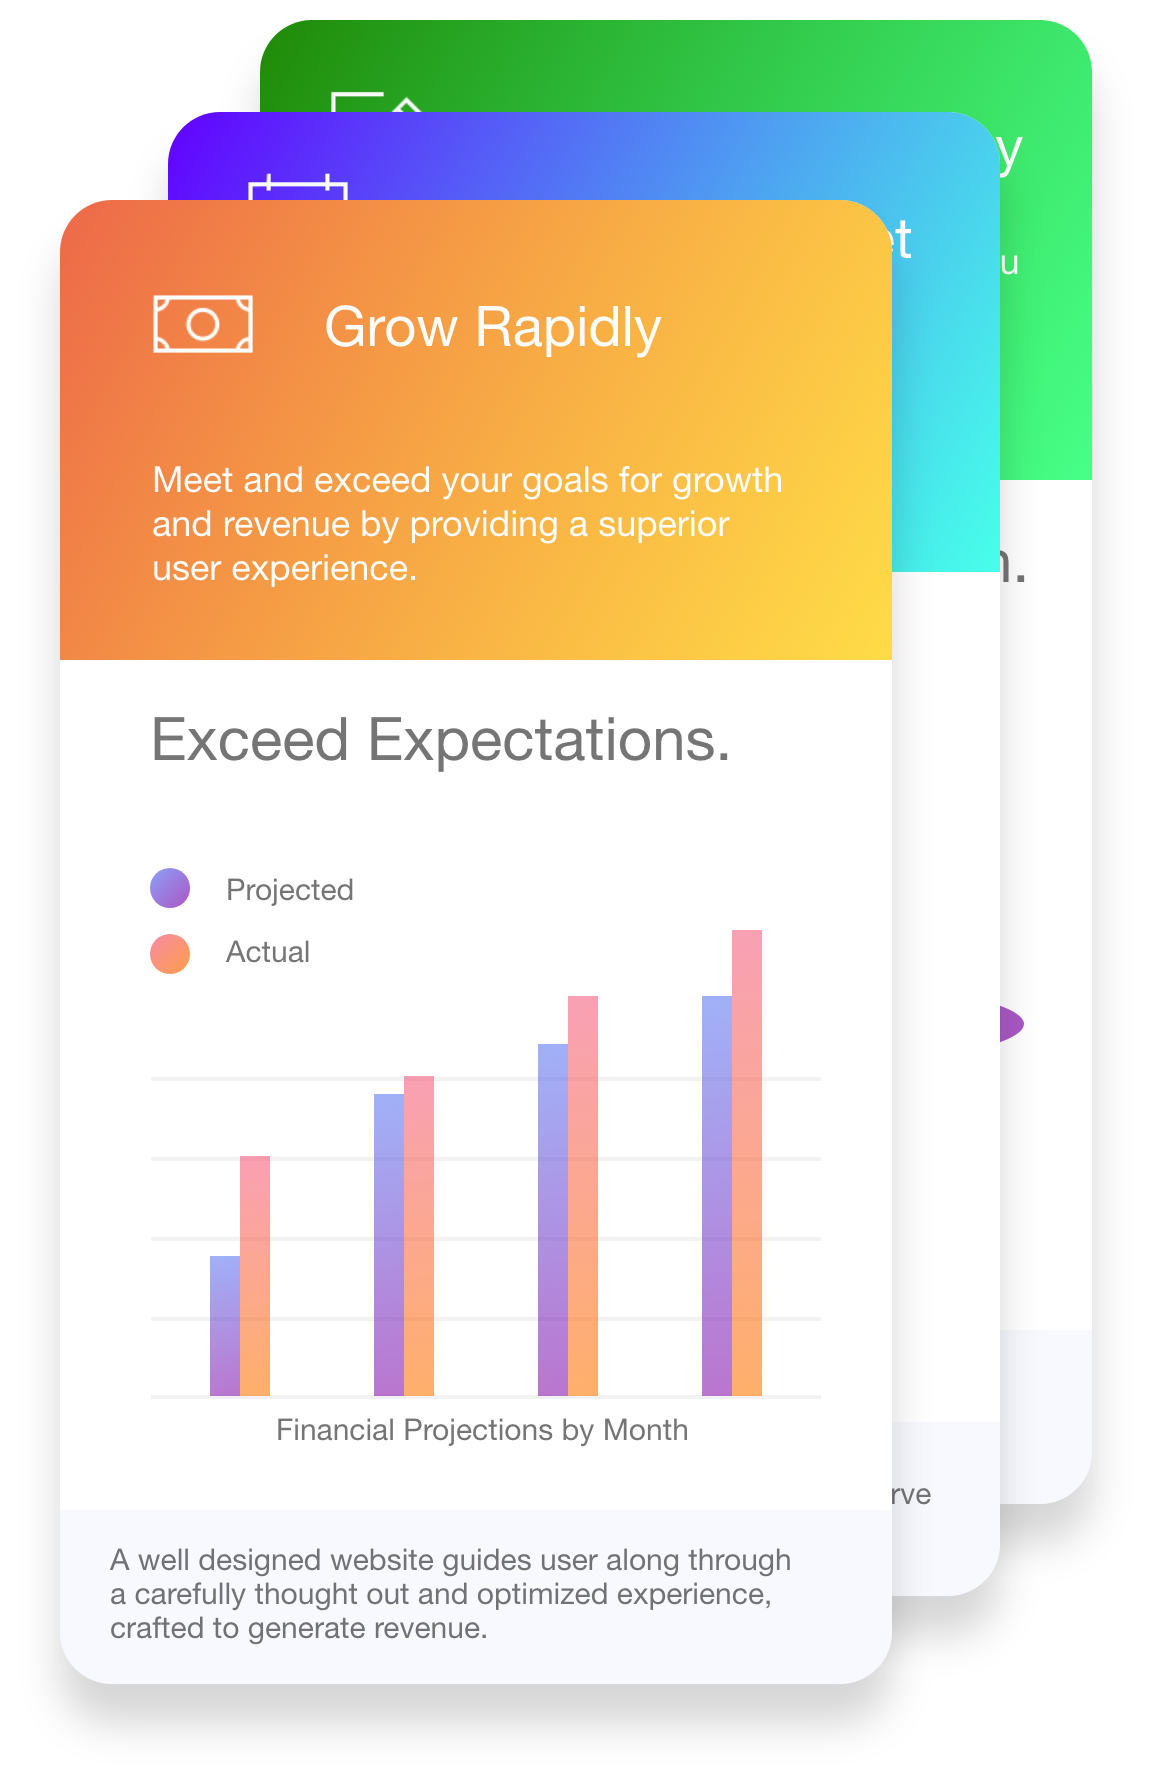 Grow Rapidly
Meet and exceed your goals for growth
and revenue by providing a superior
user experience.
Exceed Expectations.
Projected
Actual
Financial Projections by Month
A well designed website guides user along through
a carefully thought out and optimized experience,
crafted to generate revenue.